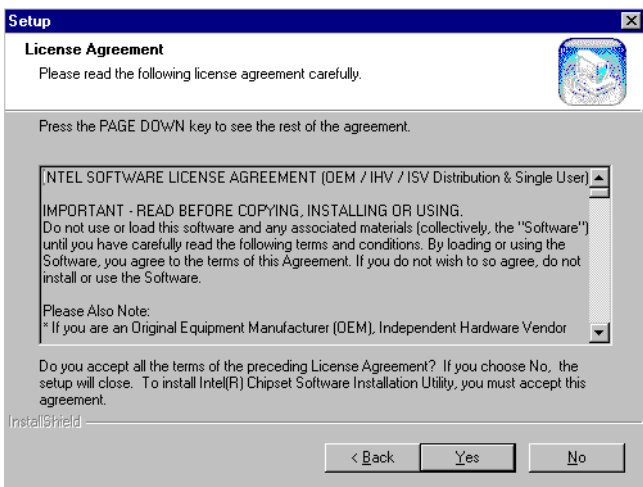 Setup
License Agreement
Please read the following license agreement carefully.
Press the PAGE DOWN key to see the rest of the agreement.
INTEL SOFTWARE LICENSE AGREEMENT (OEM / IHV / ISV Distribution & Single User)
IMPORTANT - READ BEFORE COPYING, INSTALLING OR USING.
Do not use or load this software and any associated materials (collectively, the "Software")
until you have carefully read the following terms and conditions. By loading or using the
Software, you agree to the terms of this Agreement. If you do not wish to so agree, do not
install or use the Software.
Please Also Note:
* If you are an Original Equipment Manufacturer (OEM), Independent Hardware Vendor
Do you accept all the terms of the preceding License Agreement? If you choose No, the
setup will close. To install Intel(R) Chipset Software Installation Utility, you must accept this
agreement.
InstallShield
< Back
Yes
No